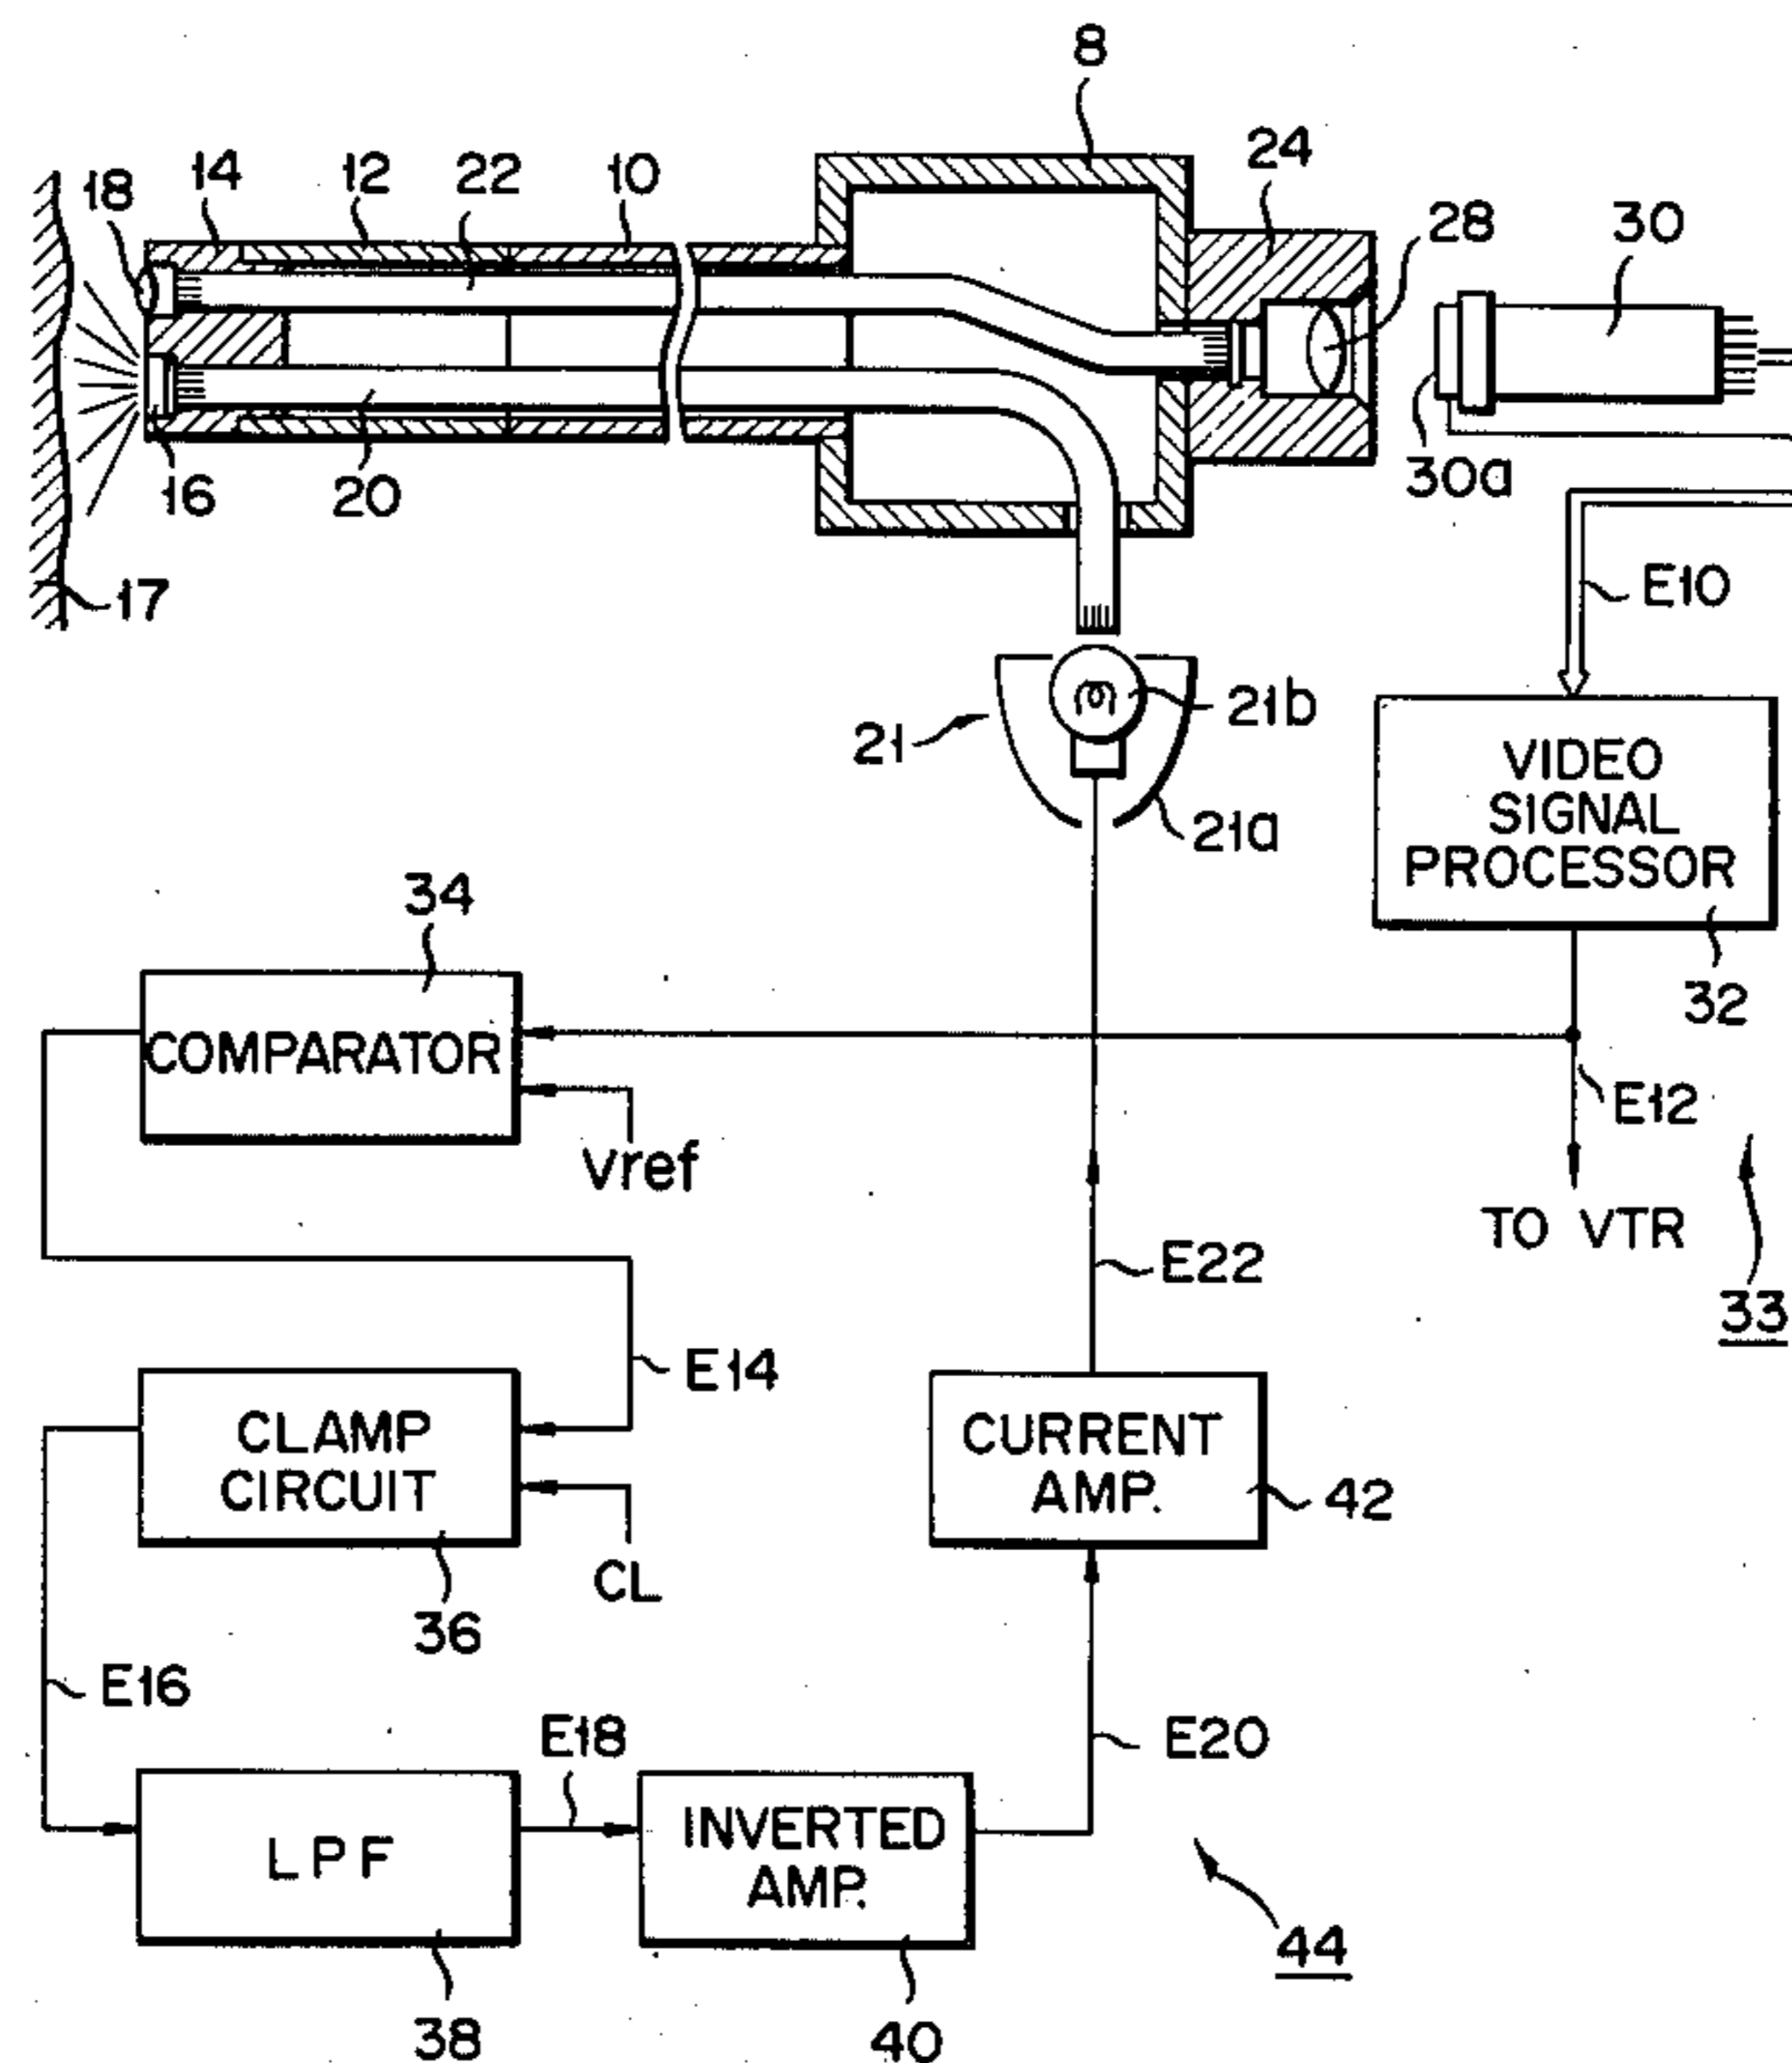 8
14
12
22
10
24
18
28
30
16
20
30a
17
E10
21
21b
21a
VIDEO
SIGNAL
PROCESSOR
34
32
COMPARATOR
E12
Vref
TO VTR
E22
33
E14
CLAMP
CIRCUIT
CURRENT
AMP.
42
CL
36
E16
E18
E20
LPF
INVERTED
AMP.
44
38
40